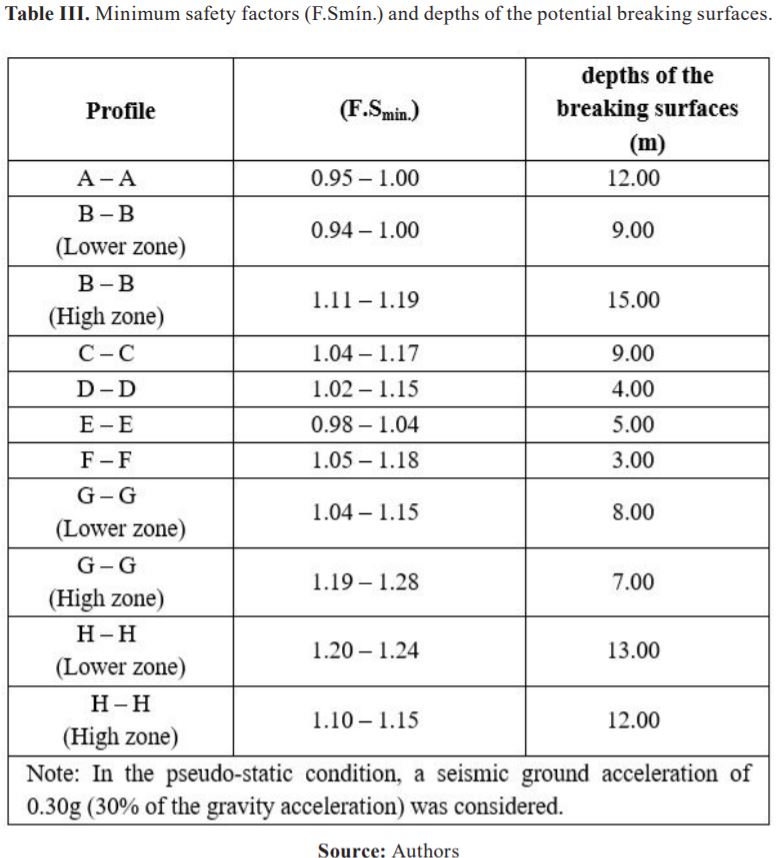 Table III. Minimum safety factors (F.Smín.) and depths of the potential breaking surfaces.
Profile (F.Smin.) depths of the breaking surfaces (m)
A – A 0.95 – 1.00 12.00
B – B (Lower zone) 0.94 – 1.00 9.00
B – B (High zone) 1.11 – 1.19 15.00
C – C 1.04 – 1.17 9.00
D – D 1.02 – 1.15 4.00
E – E 0.98 – 1.04 5.00
F – F 1.05 – 1.18 3.00
G – G (Lower zone) 1.04 – 1.15 8.00
G – G (High zone) 1.19 – 1.28 7.00
H – H (Lower zone) 1.20 – 1.24 13.00
H – H (High zone) 1.10 – 1.15 12.00
Note: In the pseudo-static condition, a seismic ground acceleration of
0.30g (30% of the gravity acceleration) was considered.
Source: Authors